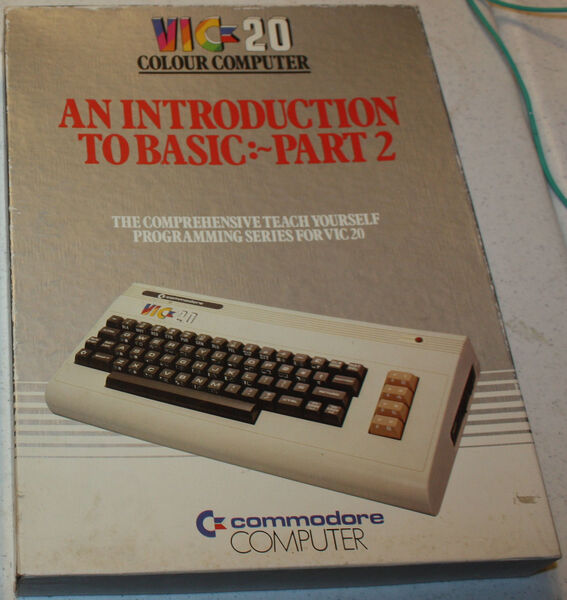 VIC-20
COLOUR COMPUTER
AN INTRODUCTION
TO BASIC:~PART 2
THE COMPREHENSIVE TEACH YOURSELF
PROGRAMMING SERIES FOR VIC 20
commodore
VIC-20
commodore
COMPUTER